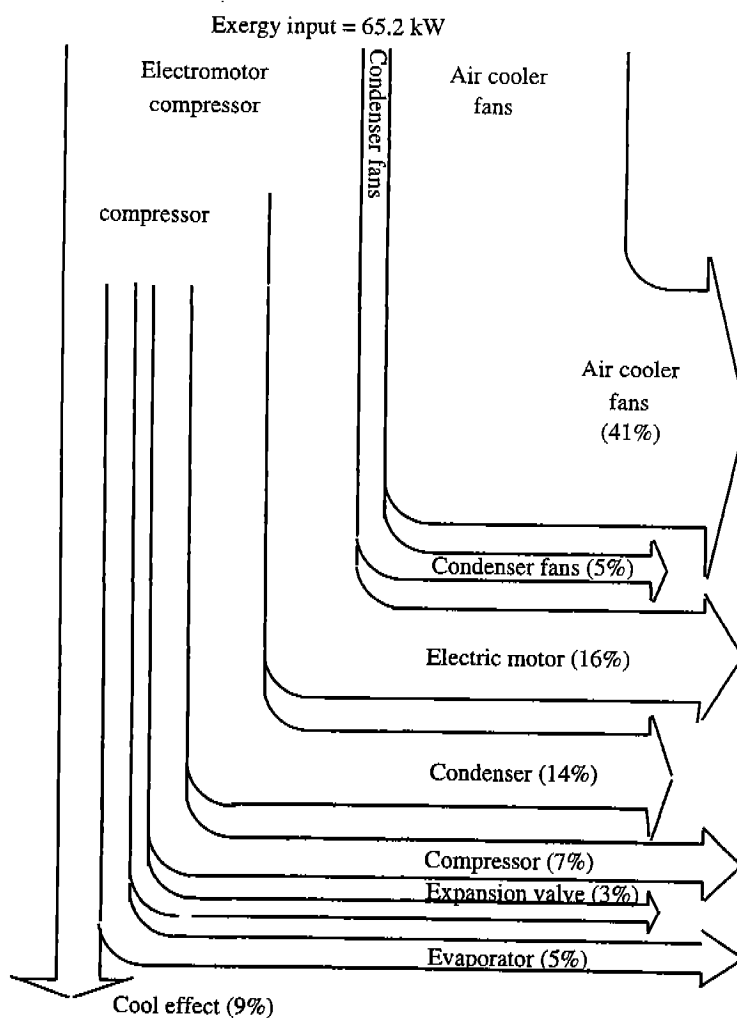 Exergy input = 65.2 kW
Electromotor
compressor
Condenser fans
Air cooler
fans
compressor
Air cooler
fans
(41%)
Condenser fans (5%)
Electric motor (16%)
Condenser (14%)
Compressor (7%)
Expansion valve (3%)
Evaporator (5%)
Cool effect (9%)